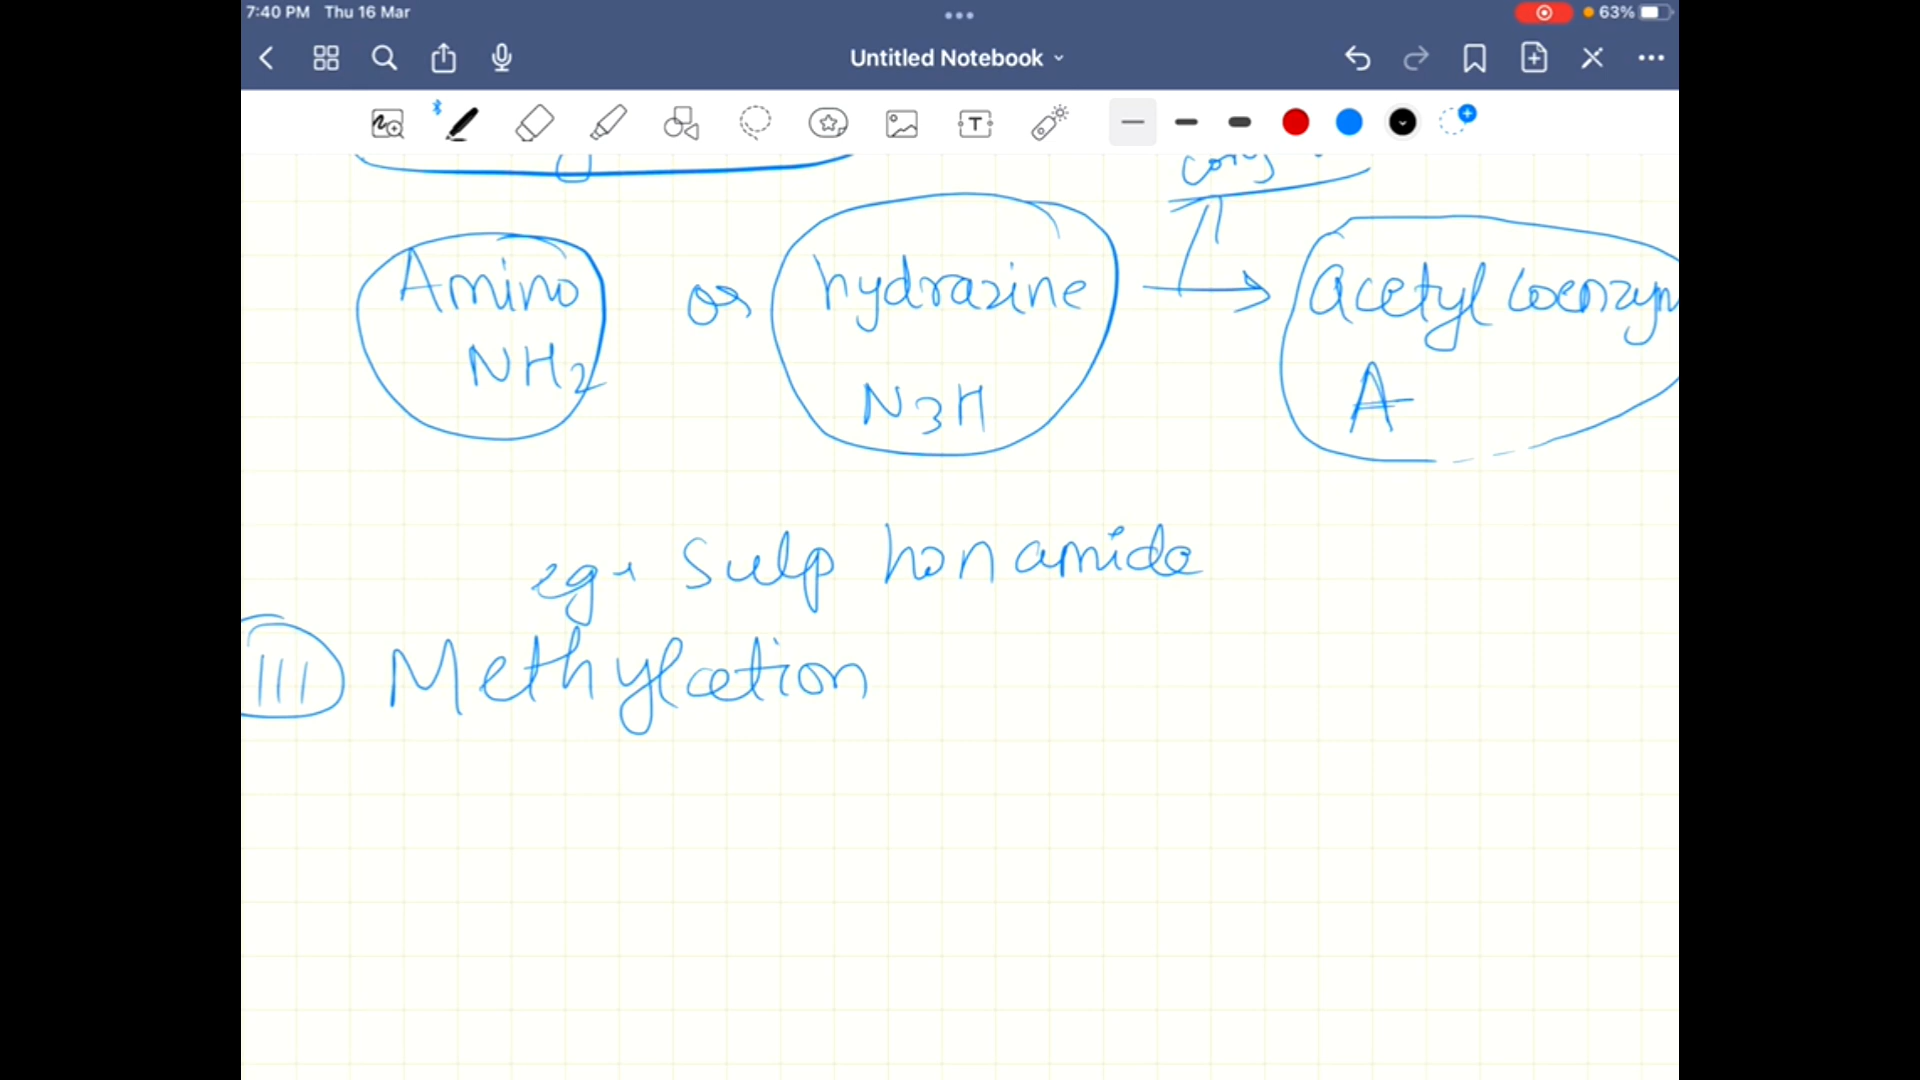 7:40 PM Thu 16 Mar
63%
Untitled Notebook
Amino or hydrazine → acetyl coenzym
NH2 N3H A
eg. Sulphonamide
III Methylation